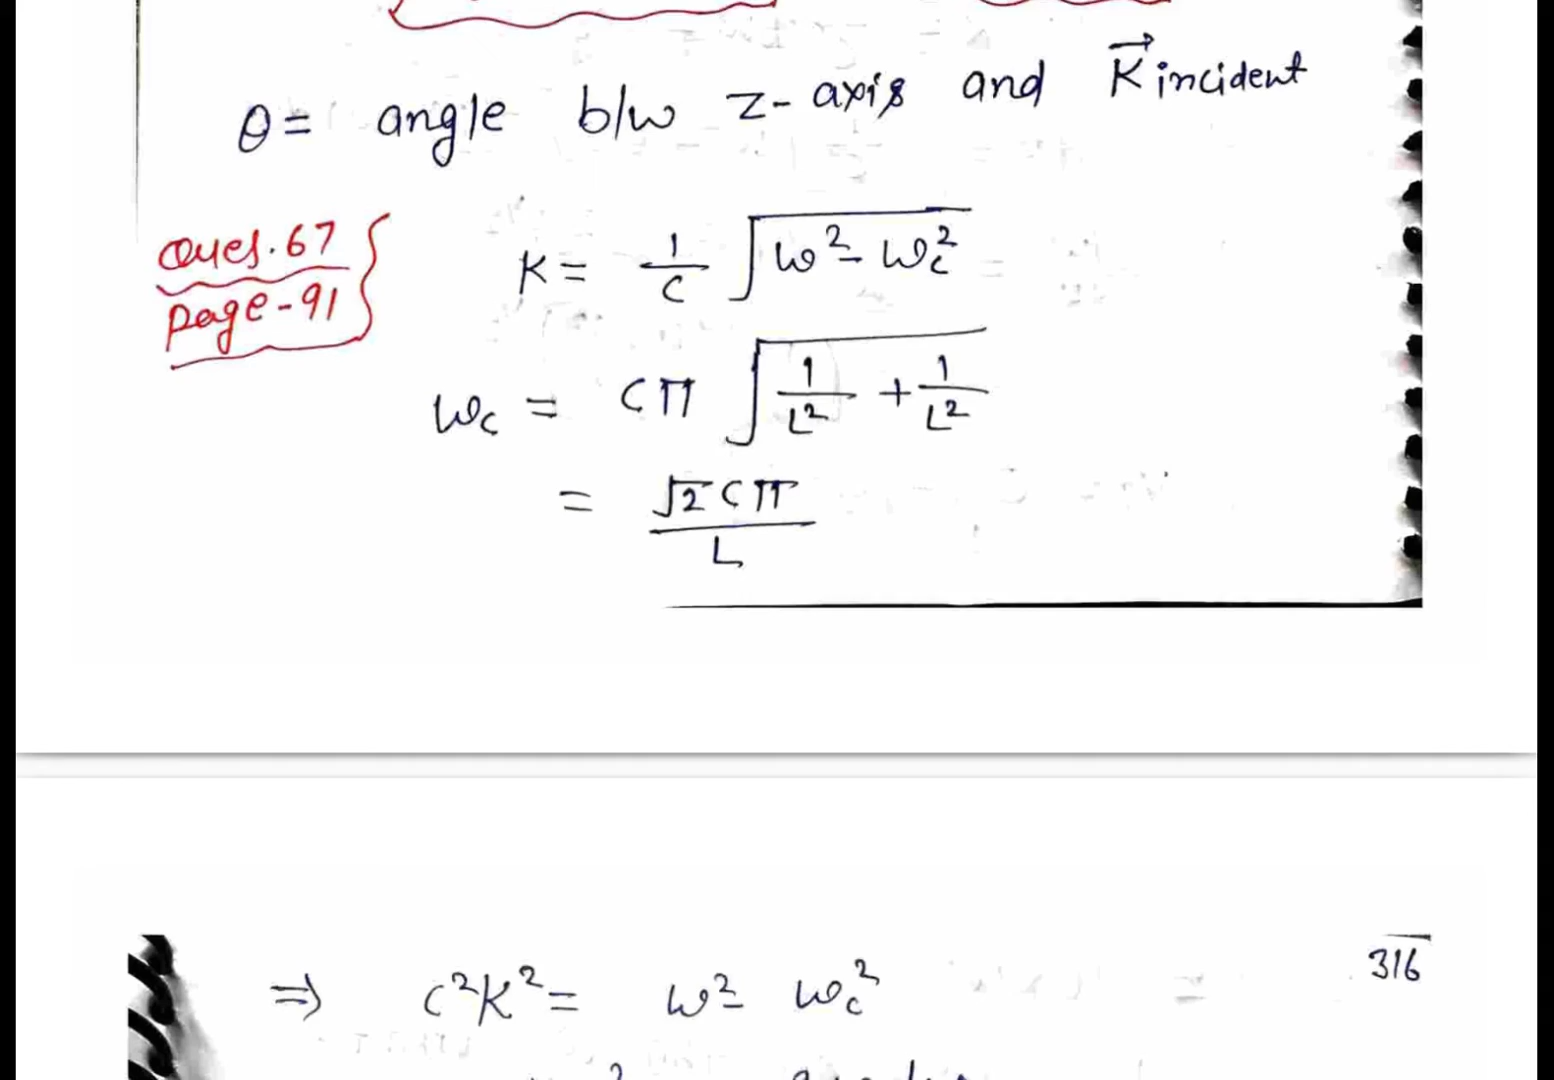 θ = angle b/w z-axis and K⃗ incident
Ques. 67
Page-91
K = 1/c √(ω² - ωc²)
ωc = cπ √(1/L² + 1/L²)
= √2 cπ / L
316
⇒ c²K² = ω² - ωc²